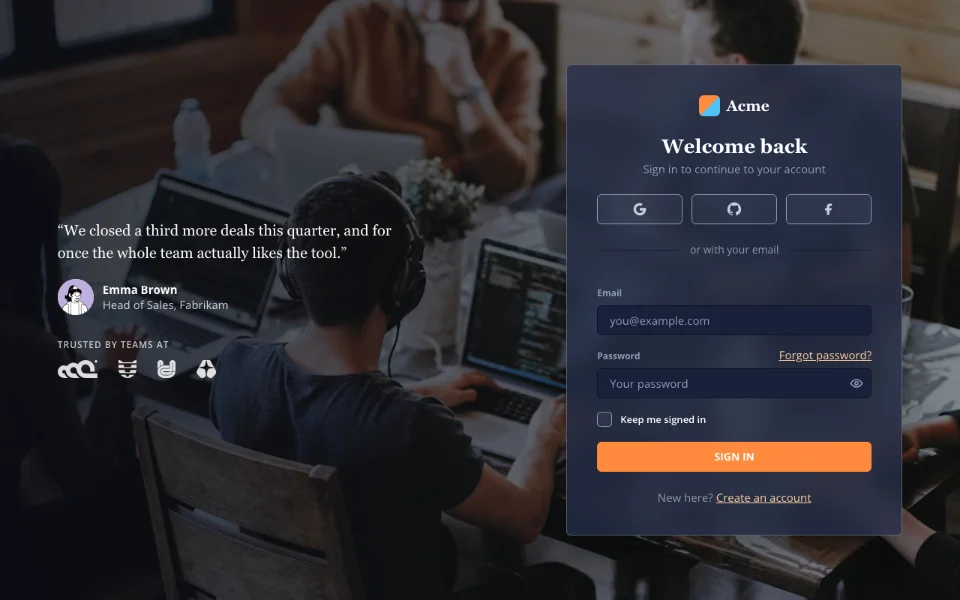 “We closed a third more deals this quarter, and for
once the whole team actually likes the tool.”
Emma Brown
Head of Sales, Fabrikam
TRUSTED BY TEAMS AT
Acme
Welcome back
Sign in to continue to your account
or with your email
Email
you@example.com
Password Forgot password?
Your password
Keep me signed in
SIGN IN
New here? Create an account